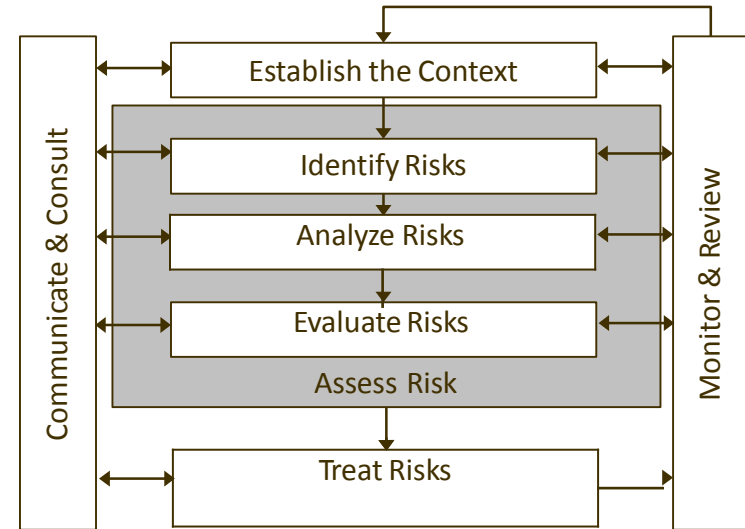 Establish the Context
Communicate & Consult
Identify Risks
Analyze Risks
Evaluate Risks
Assess Risk
Treat Risks
Monitor & Review